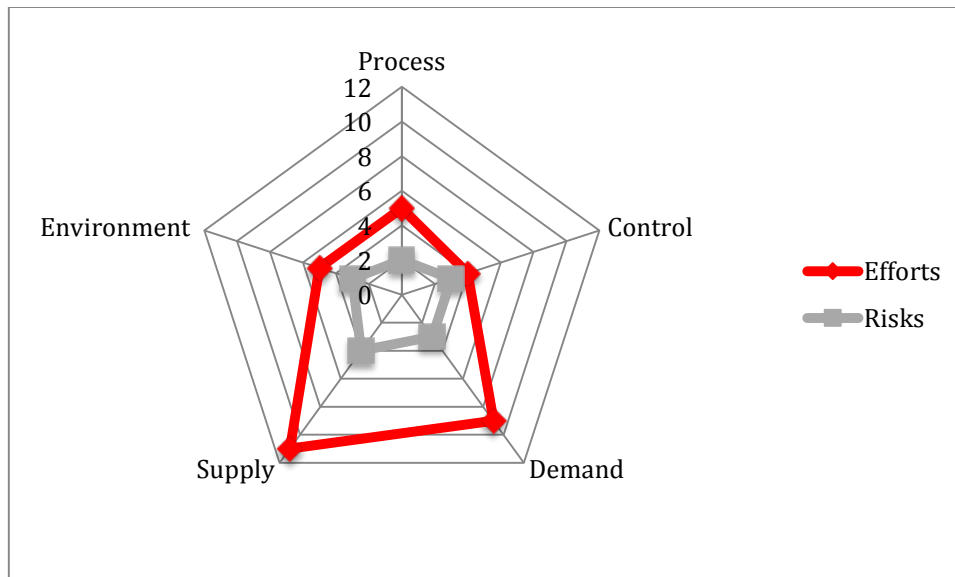 Process
12
10
8
6
4
2
0
Environment
Control
Supply
Demand
Efforts
Risks